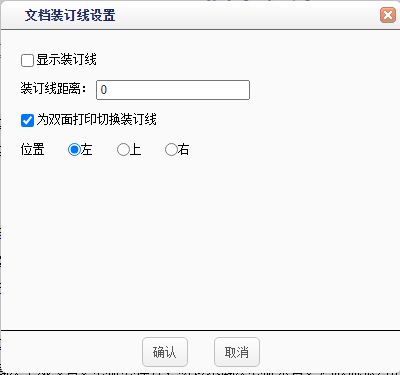 文档装订线设置
显示装订线
装订线距离： 0
为双面打印切换装订线
位置 左 上 右
确认 取消